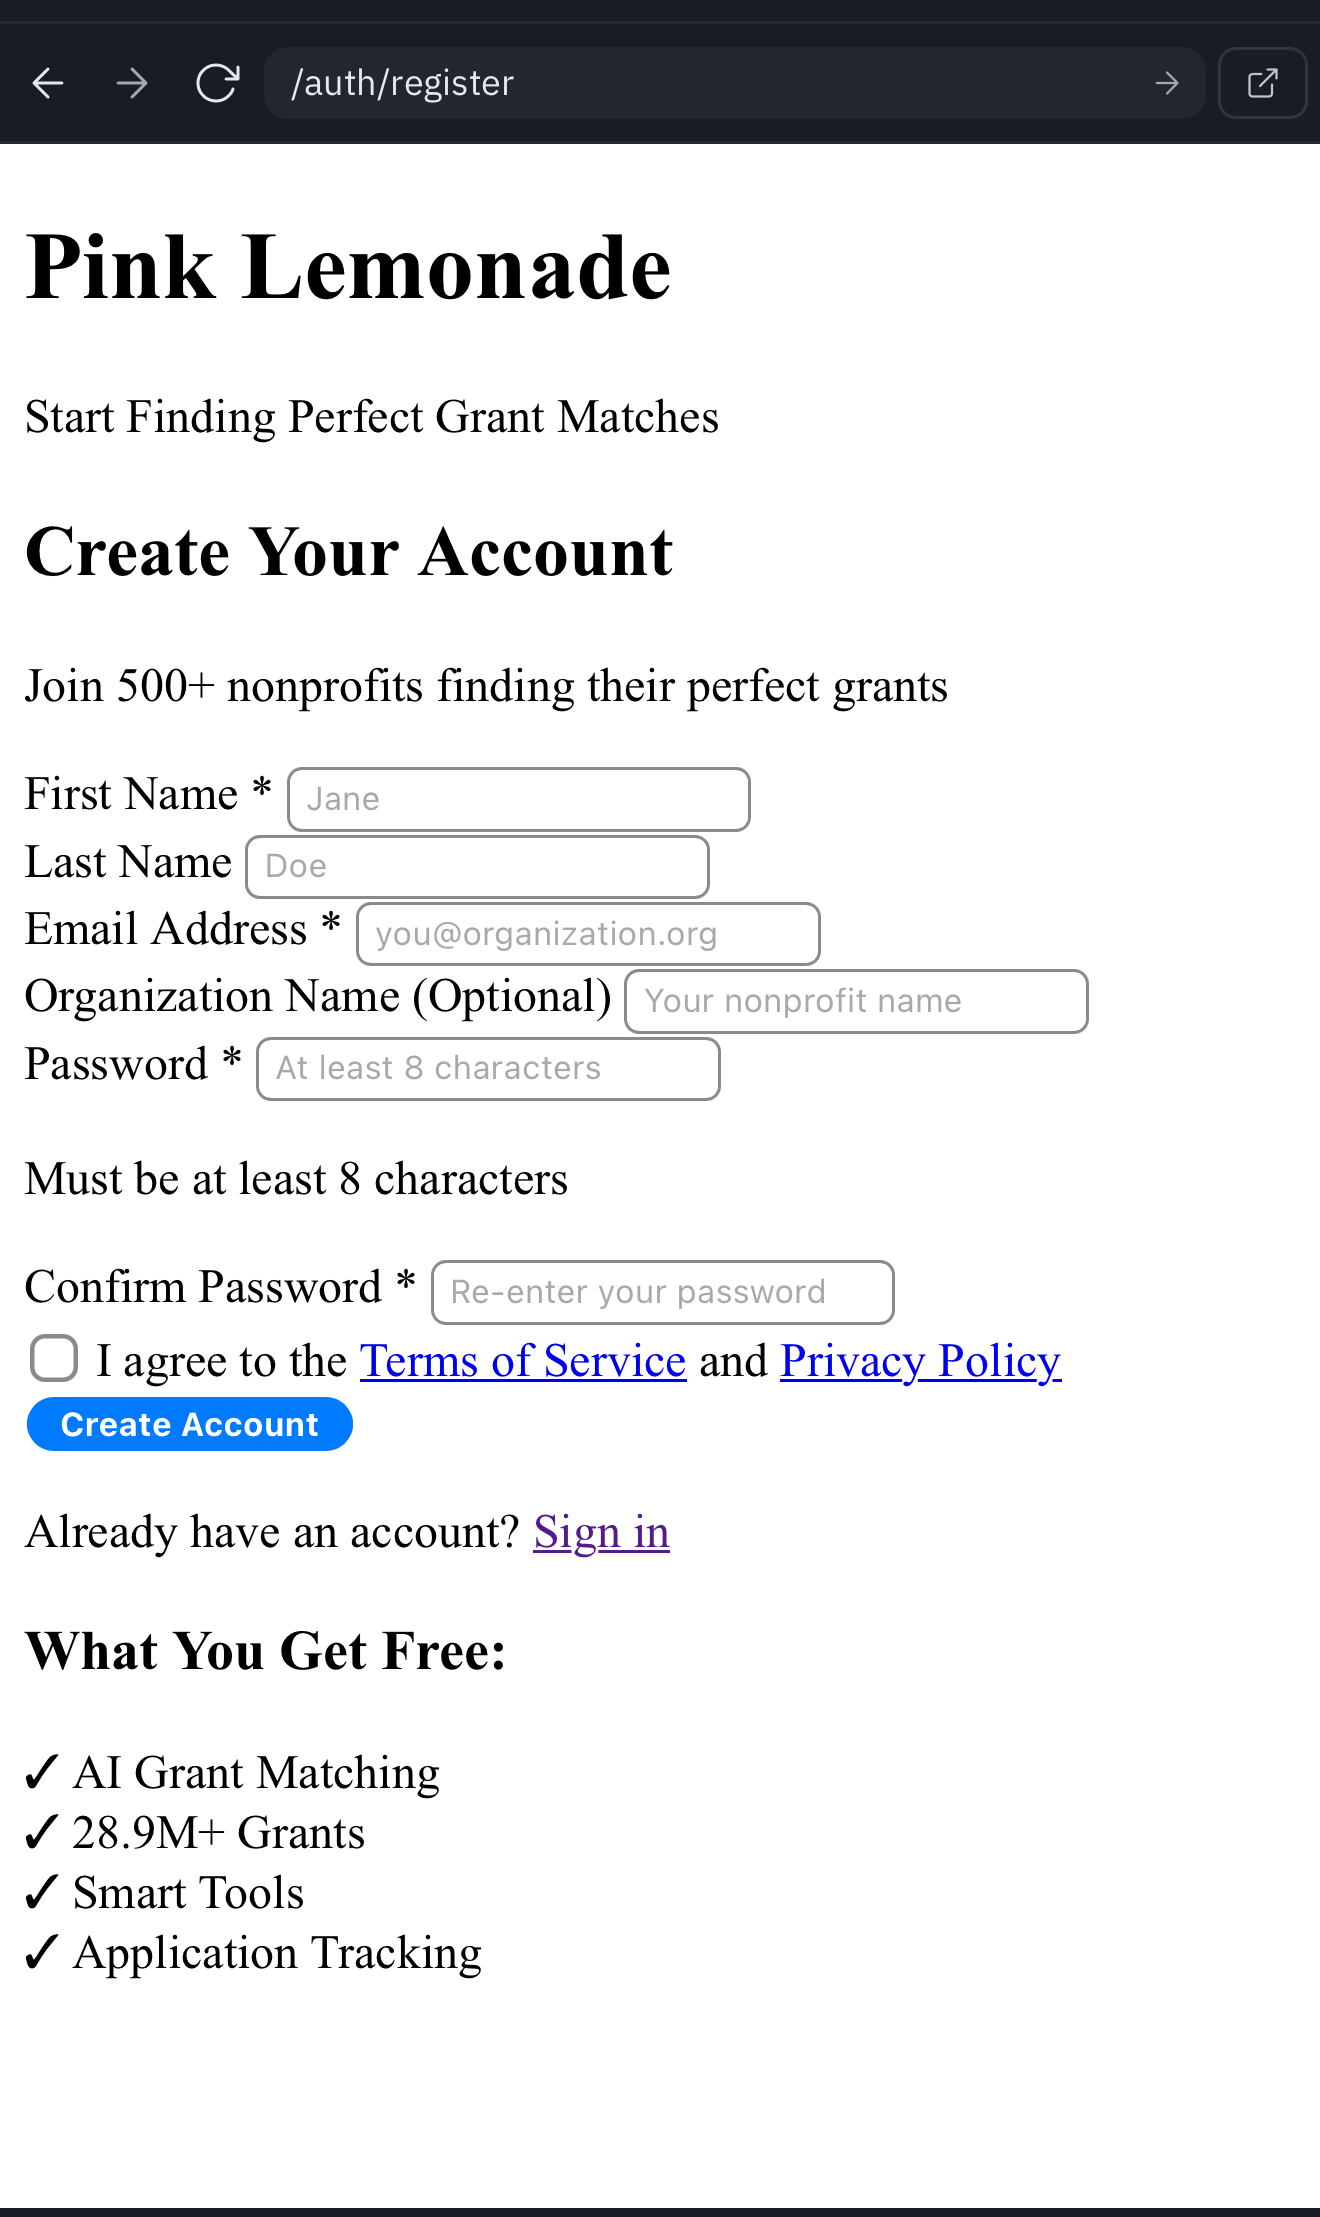 /auth/register
Pink Lemonade
Start Finding Perfect Grant Matches
Create Your Account
Join 500+ nonprofits finding their perfect grants
First Name * Jane
Last Name Doe
Email Address * you@organization.org
Organization Name (Optional) Your nonprofit name
Password * At least 8 characters
Must be at least 8 characters
Confirm Password * Re-enter your password
I agree to the Terms of Service and Privacy Policy
Create Account
Already have an account? Sign in
What You Get Free:
✓ AI Grant Matching
✓ 28.9M+ Grants
✓ Smart Tools
✓ Application Tracking